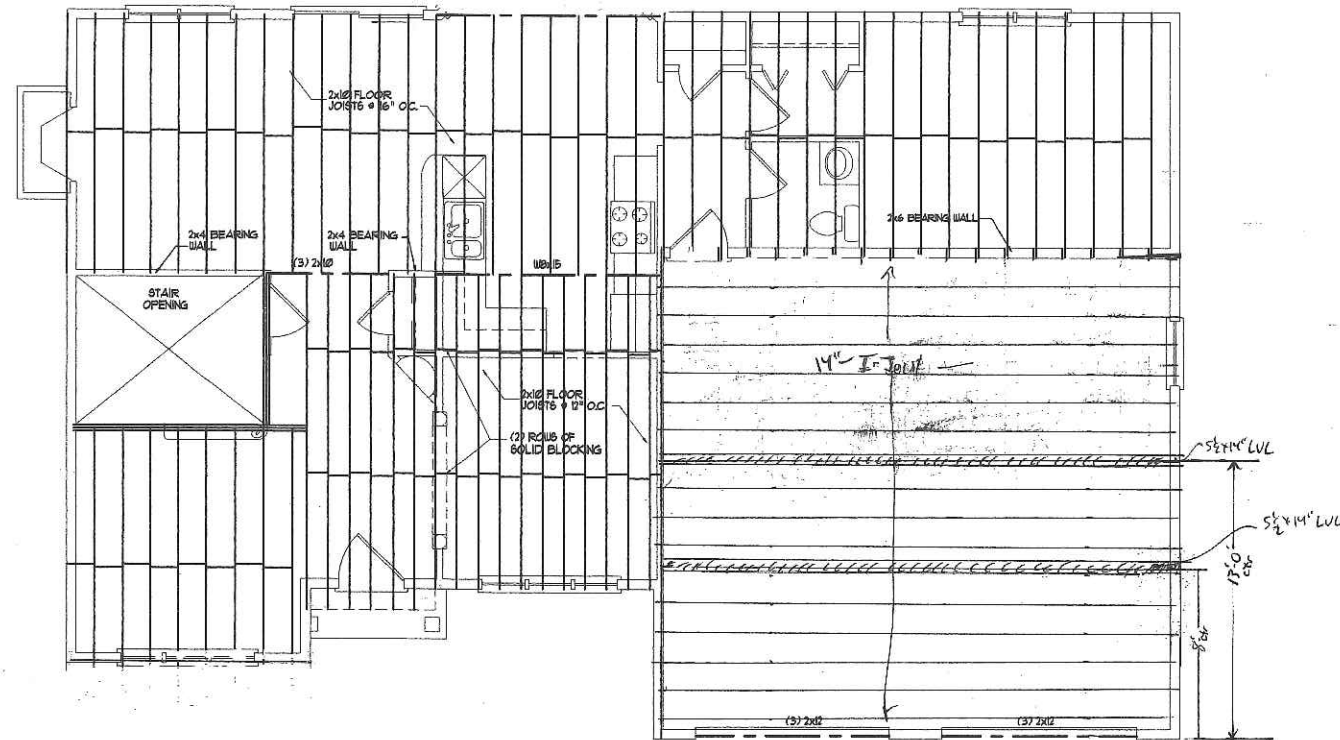 2x10 FLOOR
JOISTS @ 16" O.C.
2x4 BEARING
WALL
2x4 BEARING
WALL
2x6 BEARING WALL
(3) 2x10
W8x15
STAIR
OPENING
14" I-Joist
2x10 FLOOR
JOISTS @ 12" O.C.
(2) ROWS OF
SOLID BLOCKING
5½x14" LVL
5½x14" LVL
13'-0"
ctr
8'
ctr
(3) 2x12
(3) 2x12